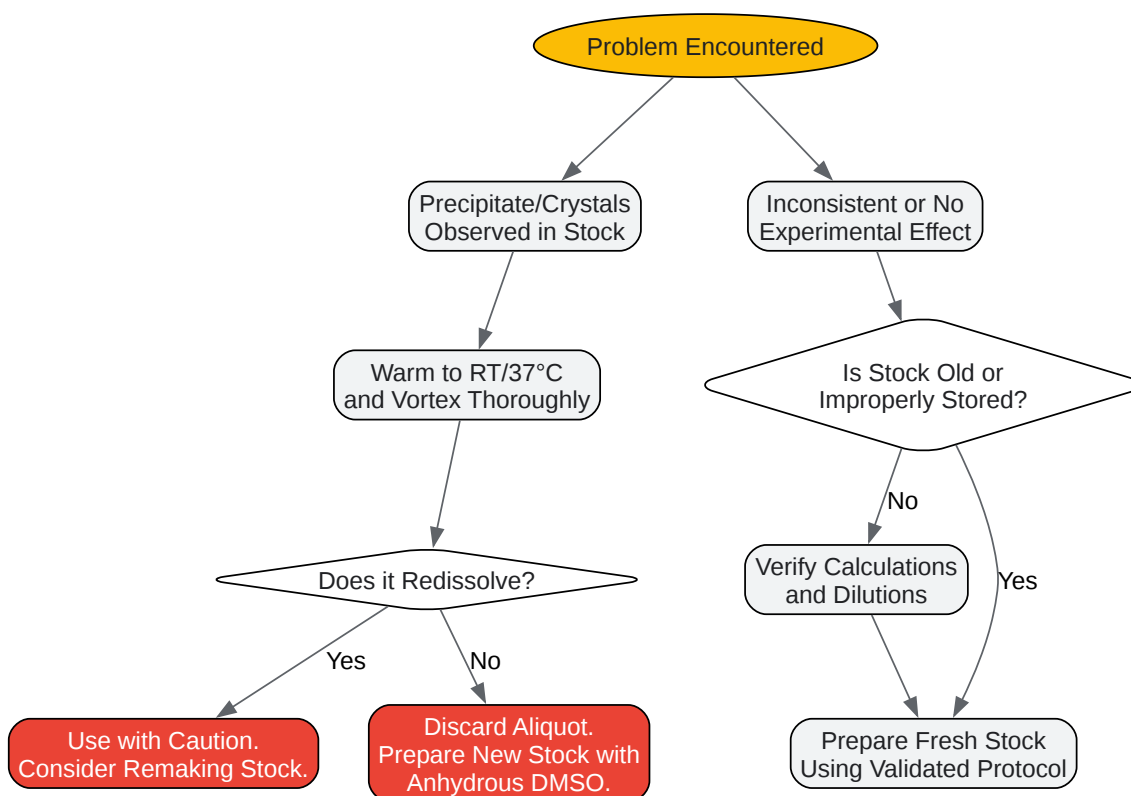 Problem Encountered
Precipitate/Crystals
Observed in Stock
Inconsistent or No
Experimental Effect
Warm to RT/37°C
and Vortex Thoroughly
Is Stock Old or
Improperly Stored?
No
Verify Calculations
and Dilutions
Yes
Does it Redissolve?
Yes
No
Use with Caution.
Consider Remaking Stock.
Discard Aliquot.
Prepare New Stock with
Anhydrous DMSO.
Prepare Fresh Stock
Using Validated Protocol